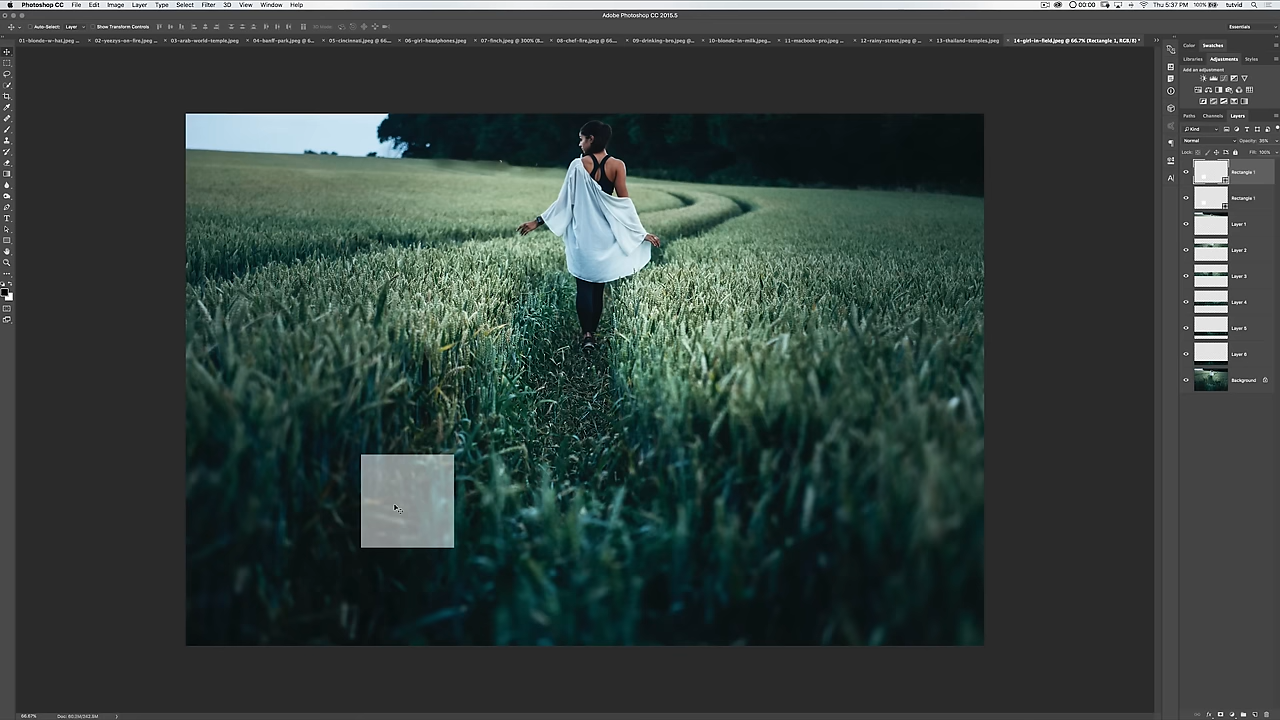 Photoshop CC File Edit Image Layer Type Select Filter 3D View Window Help 00:00 100% Thu 5:37 PM tutvid
Adobe Photoshop CC 2015.5
Auto-Select: Layer Show Transform Controls Essentials
01-blonde-w-hat.jpeg ... 02-yeezys-on-fire.jpeg ... 03-arab-world-temple.jpeg 04-banff-park.jpeg @ 6... 05-cincinnati.jpeg @ 66... 06-girl-headphones.jpeg 07-finch.jpeg @ 300% (B... 08-chef-fire.jpeg @ 66... 09-drinking-bro.jpeg @... 10-blonde-in-milk.jpeg... 11-macbook-pro.jpeg ... 12-rainy-street.jpeg @ ... 13-thailand-temples.jpeg 14-girl-in-field.jpeg @ 66.7% (Rectangle 1, RGB/8) *
Color Swatches
Libraries Adjustments Styles
Add an adjustment
Paths Channels Layers
Kind
Normal Opacity: 35%
Lock: Fill: 100%
Rectangle 1
Rectangle 1
Layer 1
Layer 2
Layer 3
Layer 4
Layer 5
Layer 6
Background
66.67% Doc: 60.2M/242.5M